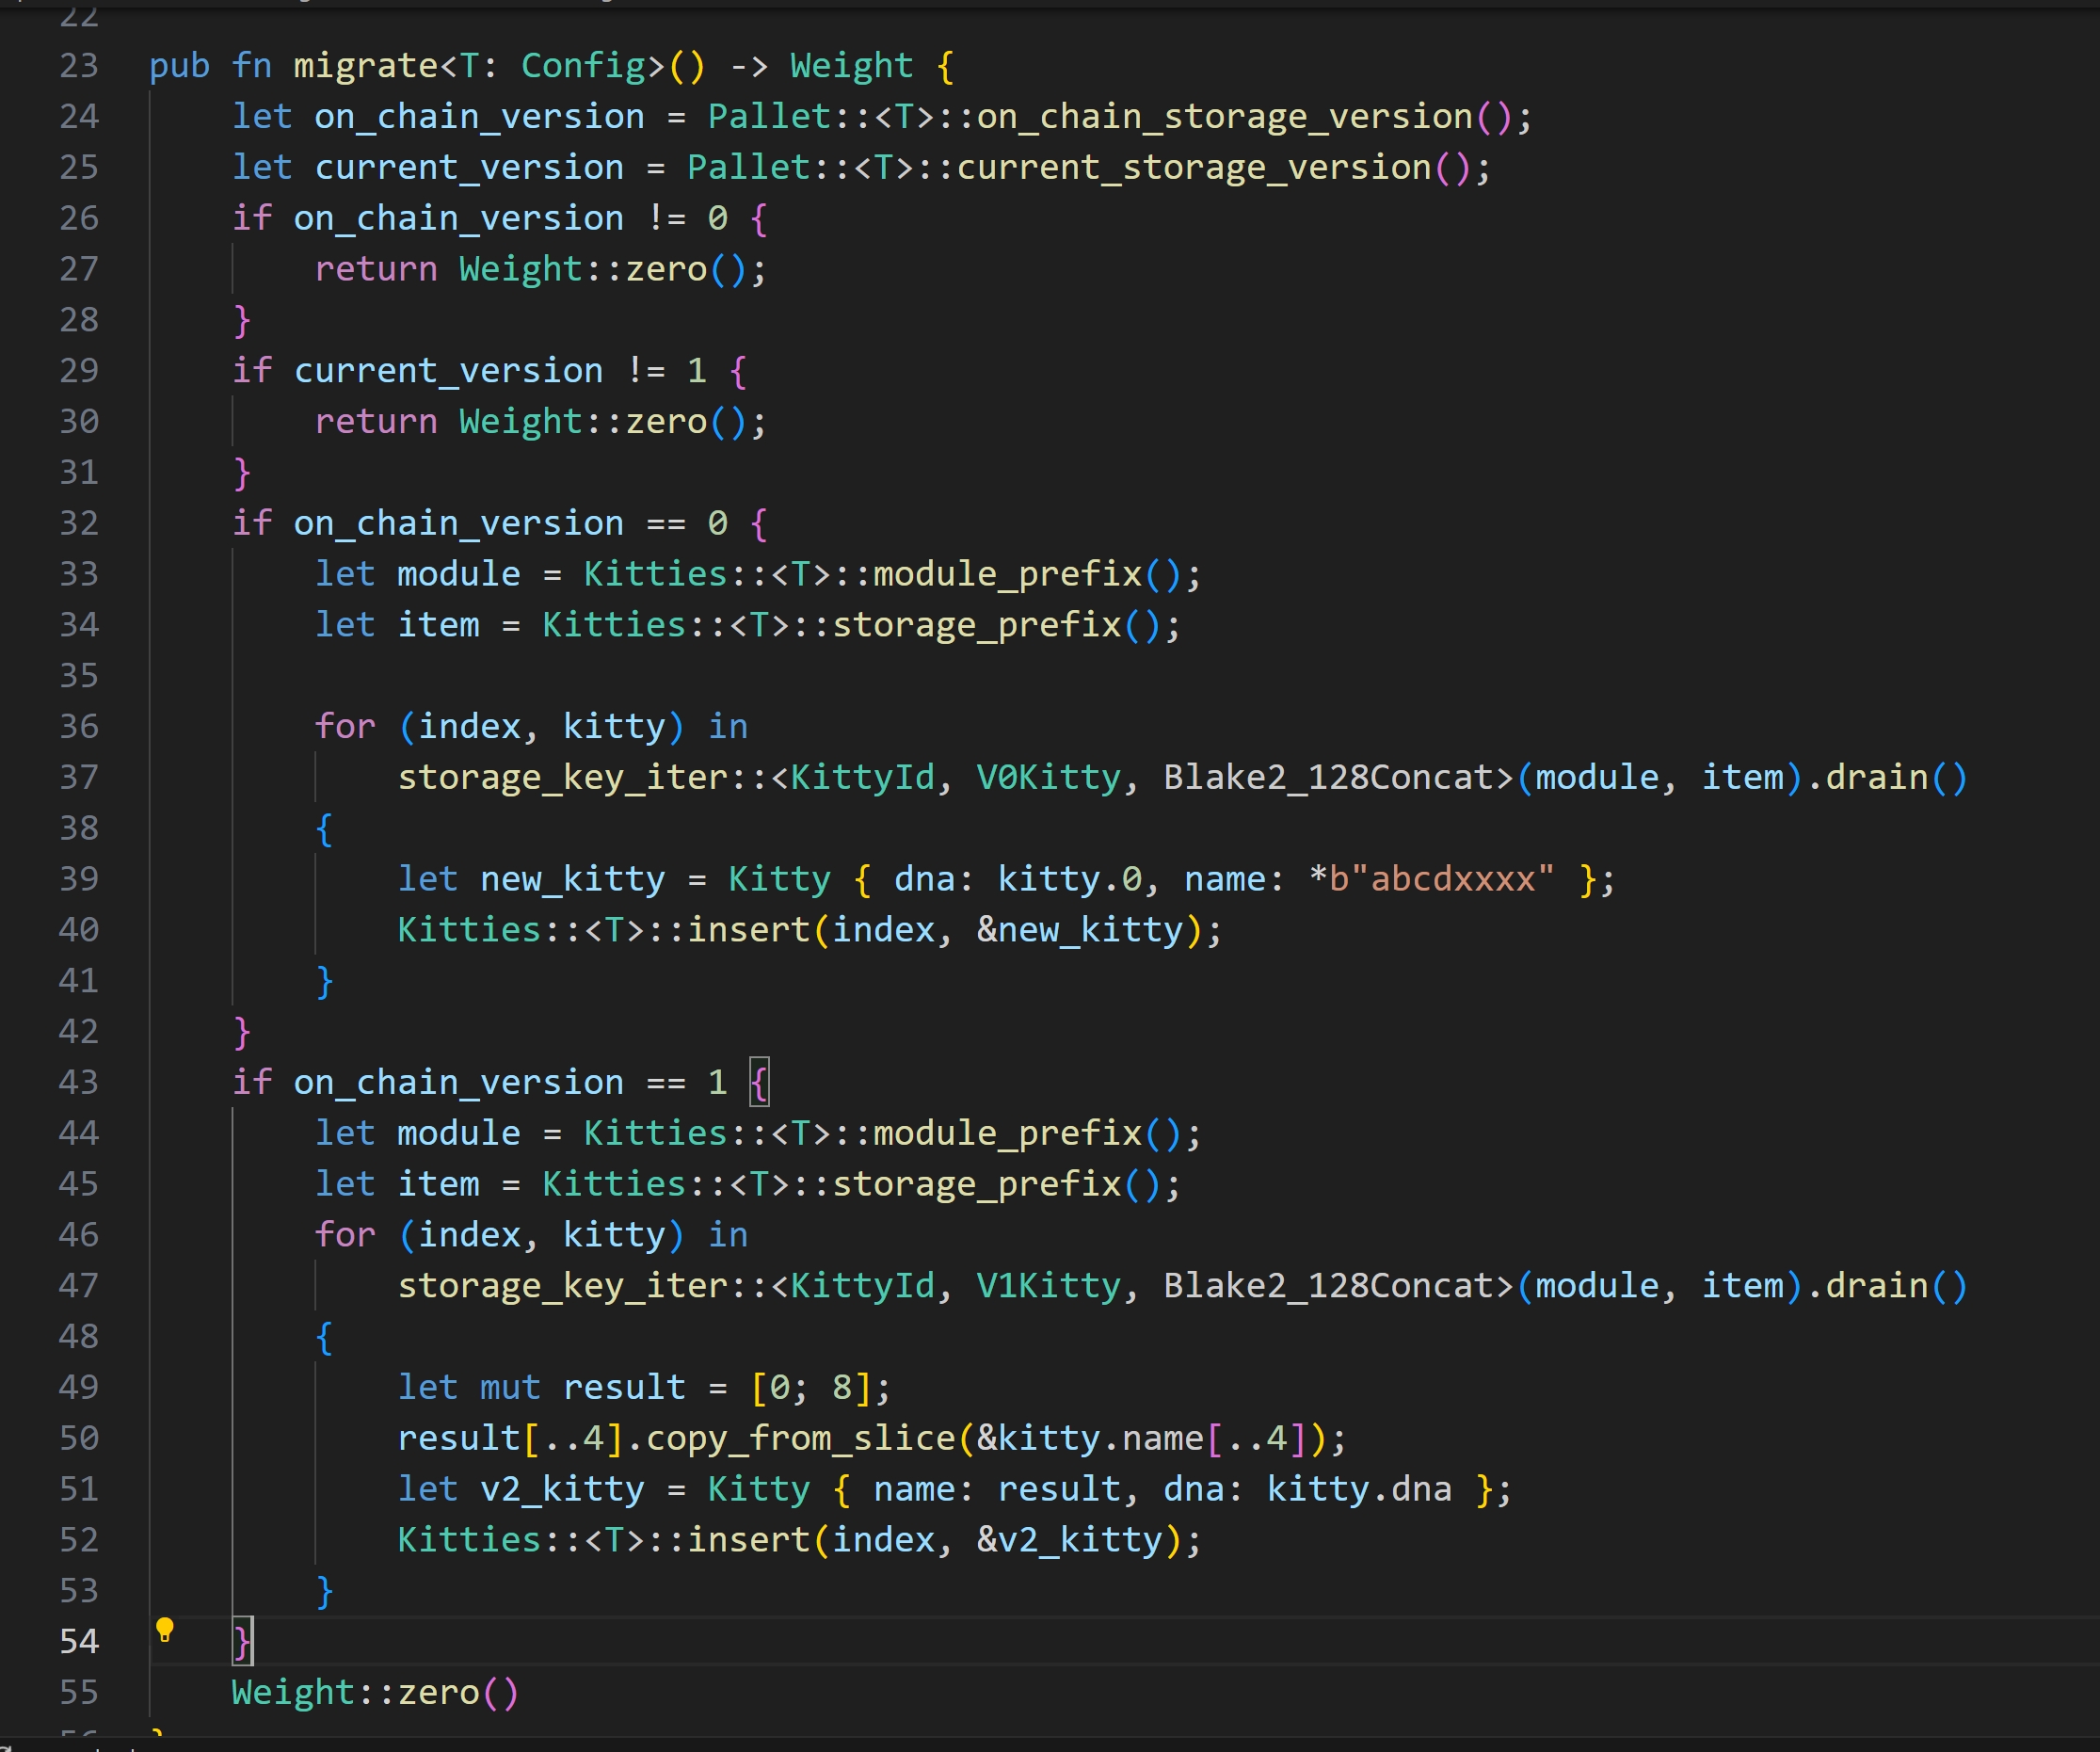 22
23 pub fn migrate<T: Config>() -> Weight {
24     let on_chain_version = Pallet::<T>::on_chain_storage_version();
25     let current_version = Pallet::<T>::current_storage_version();
26     if on_chain_version != 0 {
27         return Weight::zero();
28     }
29     if current_version != 1 {
30         return Weight::zero();
31     }
32     if on_chain_version == 0 {
33         let module = Kitties::<T>::module_prefix();
34         let item = Kitties::<T>::storage_prefix();
35
36         for (index, kitty) in
37             storage_key_iter::<KittyId, V0Kitty, Blake2_128Concat>(module, item).drain()
38         {
39             let new_kitty = Kitty { dna: kitty.0, name: *b"abcdxxxx" };
40             Kitties::<T>::insert(index, &new_kitty);
41         }
42     }
43     if on_chain_version == 1 {
44         let module = Kitties::<T>::module_prefix();
45         let item = Kitties::<T>::storage_prefix();
46         for (index, kitty) in
47             storage_key_iter::<KittyId, V1Kitty, Blake2_128Concat>(module, item).drain()
48         {
49             let mut result = [0; 8];
50             result[..4].copy_from_slice(&kitty.name[..4]);
51             let v2_kitty = Kitty { name: result, dna: kitty.dna };
52             Kitties::<T>::insert(index, &v2_kitty);
53         }
54     }
55     Weight::zero()